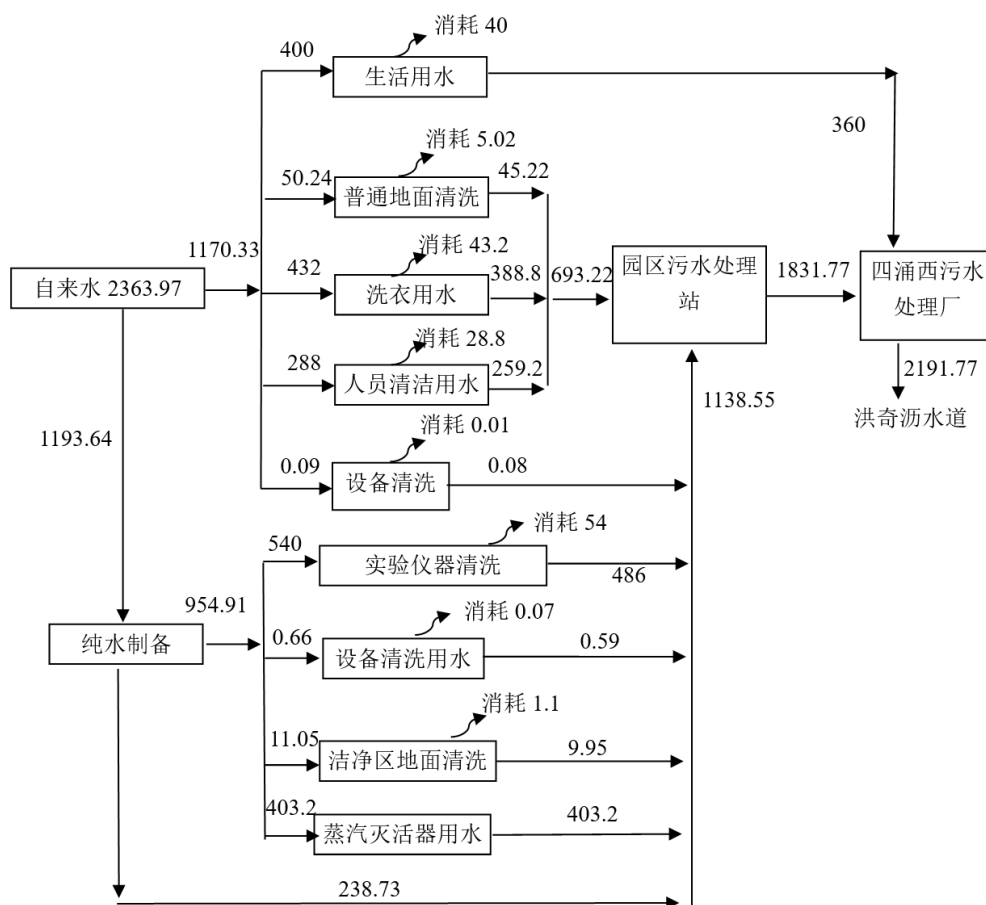 消耗 40
400
生活用水
360
消耗 5.02
45.22
50.24
普通地面清洗
1170.33
消耗 43.2
432
洗衣用水
388.8
693.22
园区污水处理
站
1831.77
四涌西污水
处理厂
自来水 2363.97
消耗 28.8
288
人员清洁用水
259.2
2191.77
洪奇沥水道
1138.55
1193.64
消耗 0.01
0.09
设备清洗
0.08
消耗 54
540
实验仪器清洗
486
954.91
纯水制备
消耗 0.07
0.66
设备清洗用水
0.59
消耗 1.1
11.05
洁净区地面清洗
9.95
403.2
蒸汽灭活器用水
403.2
238.73